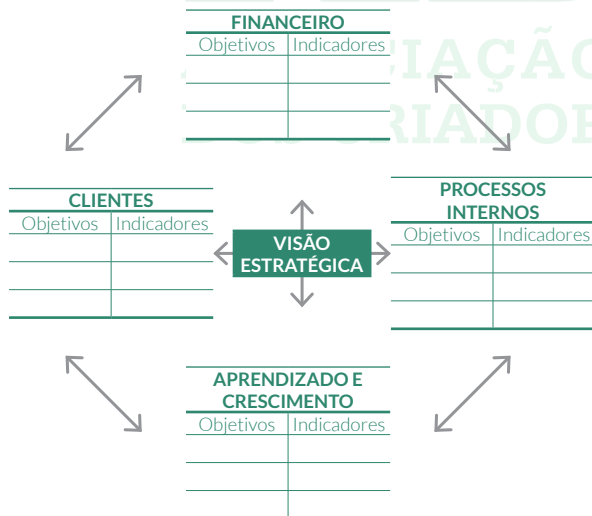 FINANCEIRO
Objetivos Indicadores
CLIENTES
Objetivos Indicadores
VISÃO
ESTRATÉGICA
PROCESSOS
INTERNOS
Objetivos Indicadores
APRENDIZADO E
CRESCIMENTO
Objetivos Indicadores